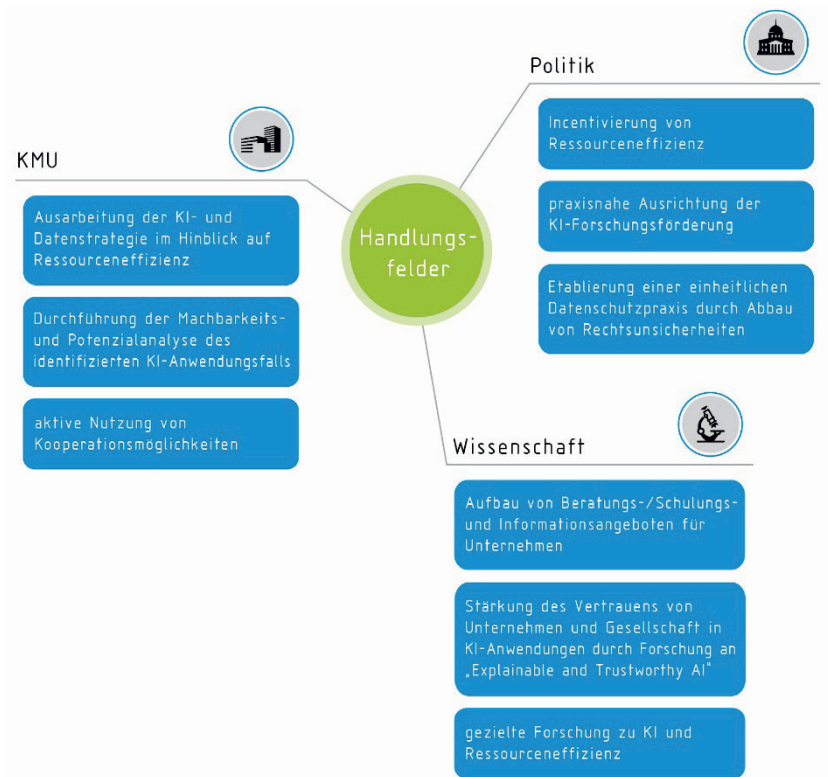 KMU
Ausarbeitung der KI- und
Datenstrategie im Hinblick auf
Ressourceneffizienz
Durchführung der Machbarkeits-
und Potenzialanalyse des
identifizierten KI-Anwendungsfalls
aktive Nutzung von
Kooperationsmöglichkeiten
Handlungs-
felder
Politik
Incentivierung von
Ressourceneffizienz
praxisnahe Ausrichtung der
KI-Forschungsförderung
Etablierung einer einheitlichen
Datenschutzpraxis durch Abbau
von Rechtsunsicherheiten
Wissenschaft
Aufbau von Beratungs-/Schulungs-
und Informationsangeboten für
Unternehmen
Stärkung des Vertrauens von
Unternehmen und Gesellschaft in
KI-Anwendungen durch Forschung an
„Explainable and Trustworthy AI“
gezielte Forschung zu KI und
Ressourceneffizienz